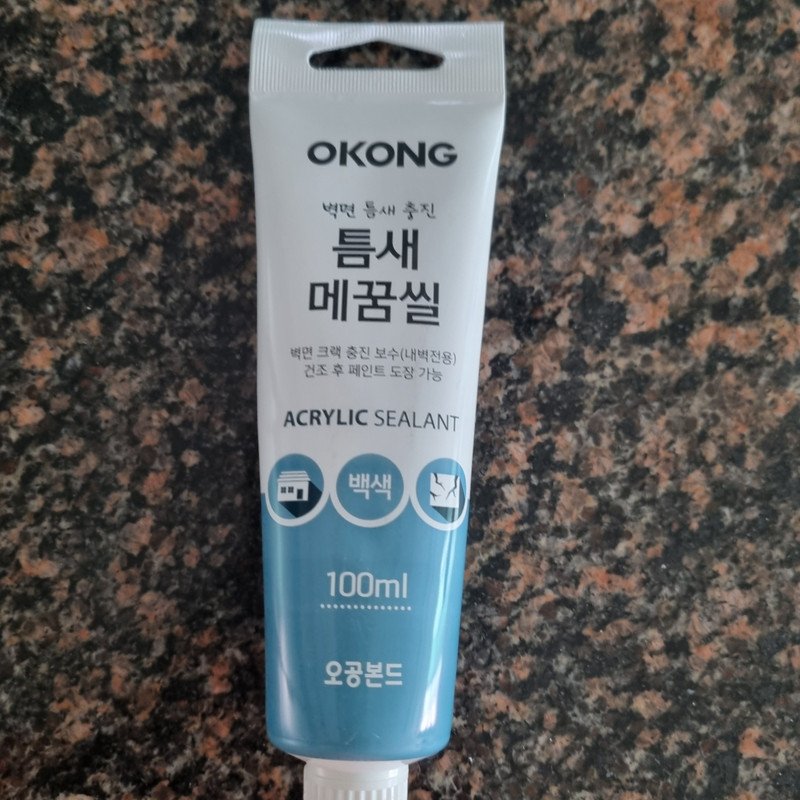 OKONG
벽면 틈새 충진
틈새
메꿈씰
벽면 크랙 충진 보수(내벽전용)
건조 후 페인트 도장 가능
ACRYLIC SEALANT
백색
100ml
오공본드